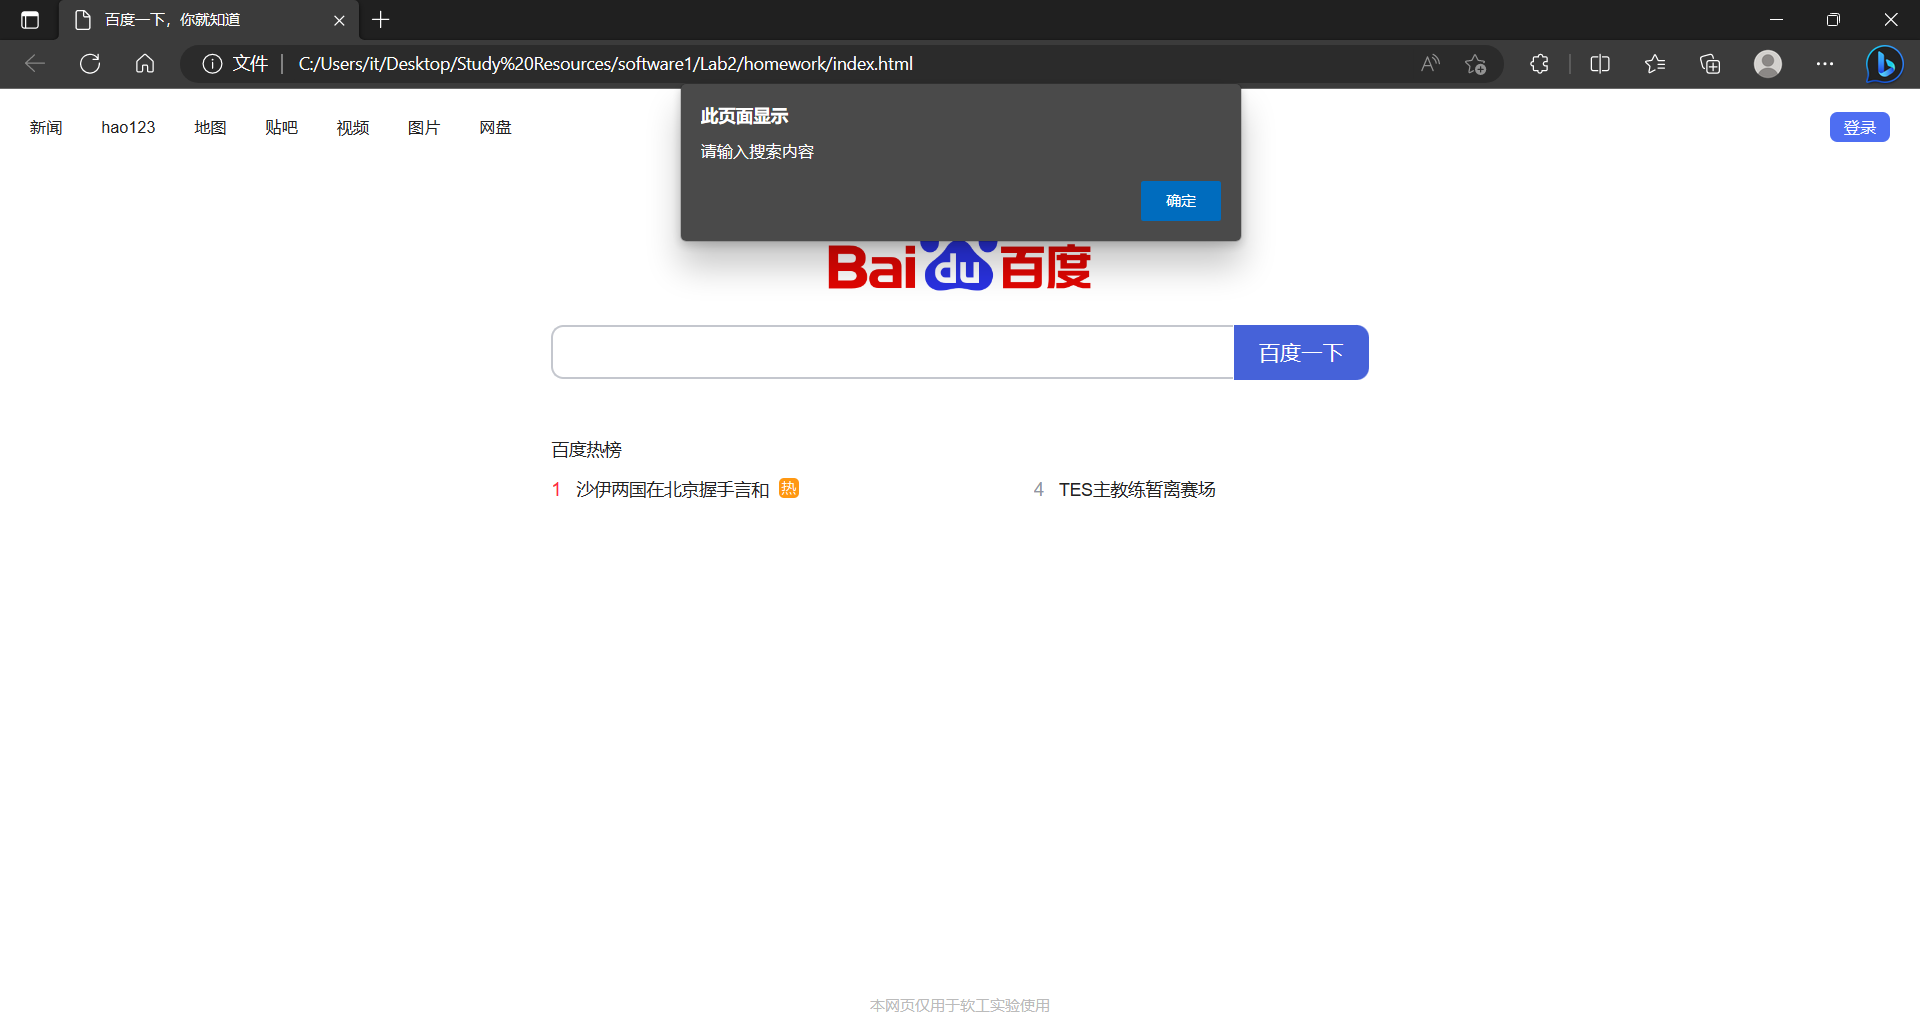 百度一下，你就知道
文件 C:/Users/it/Desktop/Study%20Resources/software1/Lab2/homework/index.html
新闻 hao123 地图 贴吧 视频 图片 网盘 登录
此页面显示
请输入搜索内容
确定
Bai du 百度
百度一下
百度热榜
1 沙伊两国在北京握手言和 热
4 TES主教练暂离赛场
本网页仅用于软工实验使用